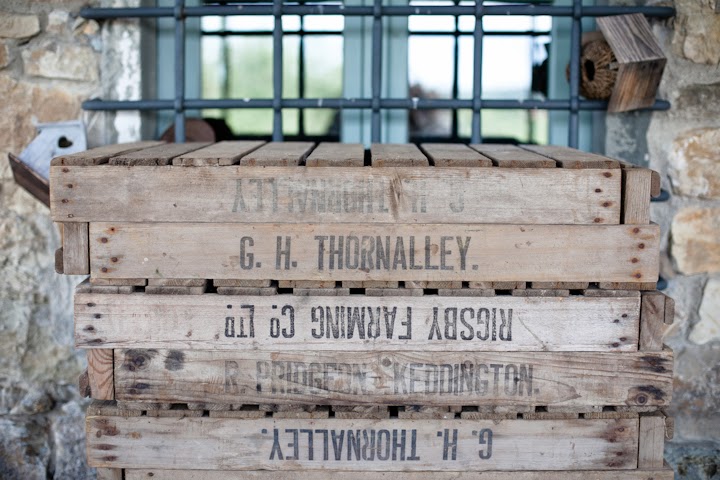 G. H. THORNALLEY
G. H. THORNALLEY.
RIGSBY FARMING Cº LTD
R. PRIDGEON. KEDDINGTON.
G. H. THORNALLEY.